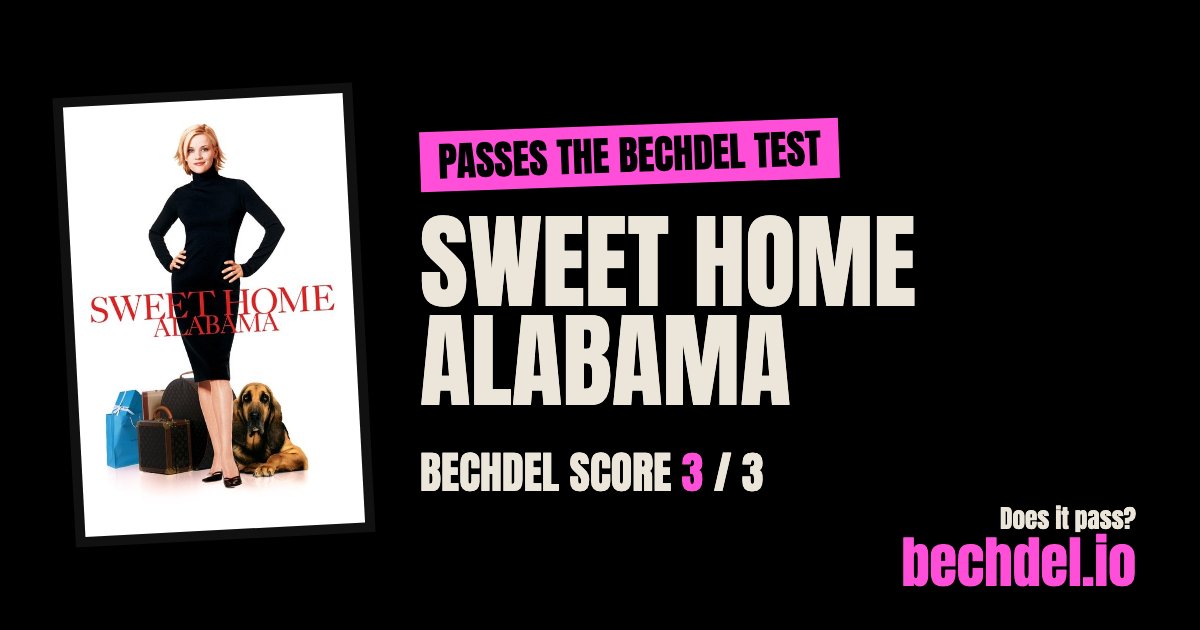 SWEET HOME
ALABAMA
PASSES THE BECHDEL TEST
SWEET HOME
ALABAMA
BECHDEL SCORE 3 / 3
Does it pass?
bechdel.io